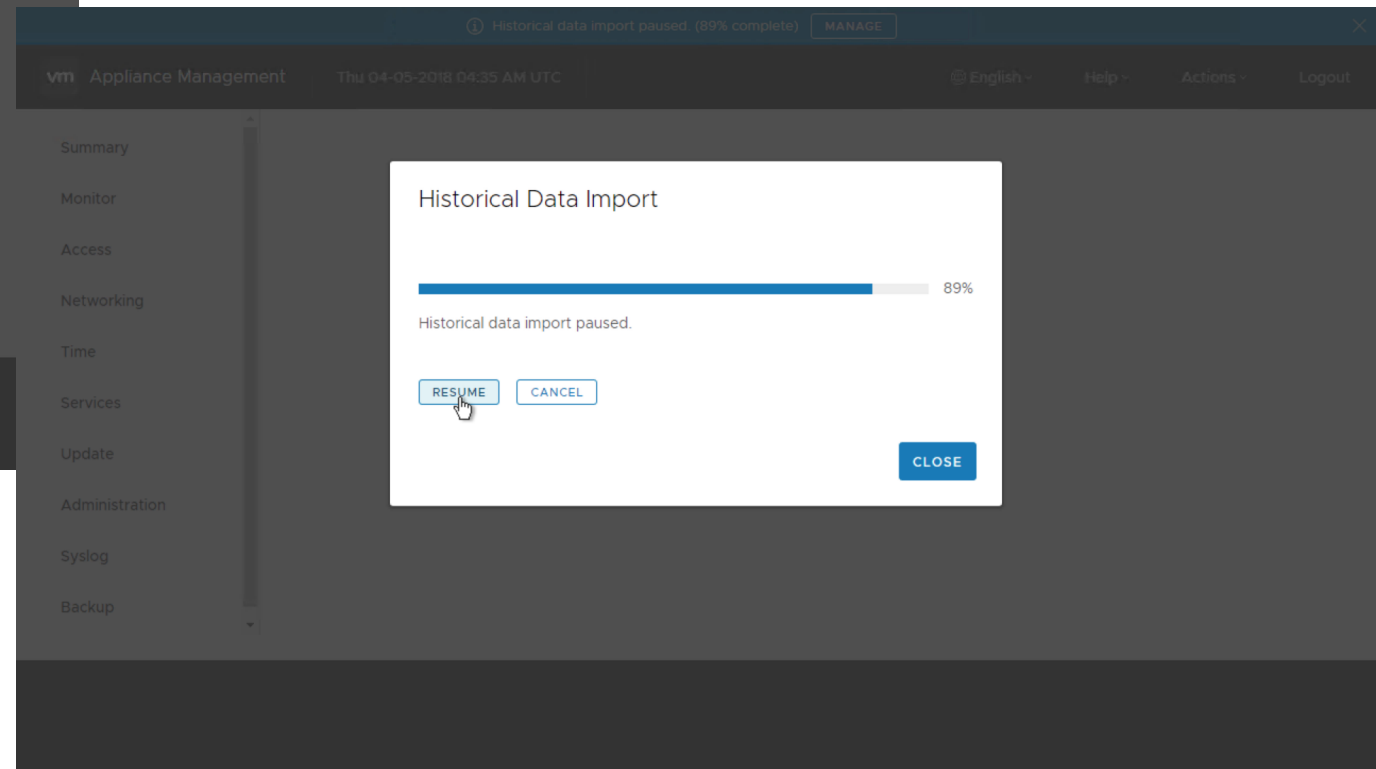 Historical data import paused. (89% complete) MANAGE
vm Appliance Management Thu 04-05-2018 04:35 AM UTC English Help Actions Logout
Summary
Monitor
Access
Networking
Time
Services
Update
Administration
Syslog
Backup
Historical Data Import
89%
Historical data import paused.
RESUME CANCEL
CLOSE